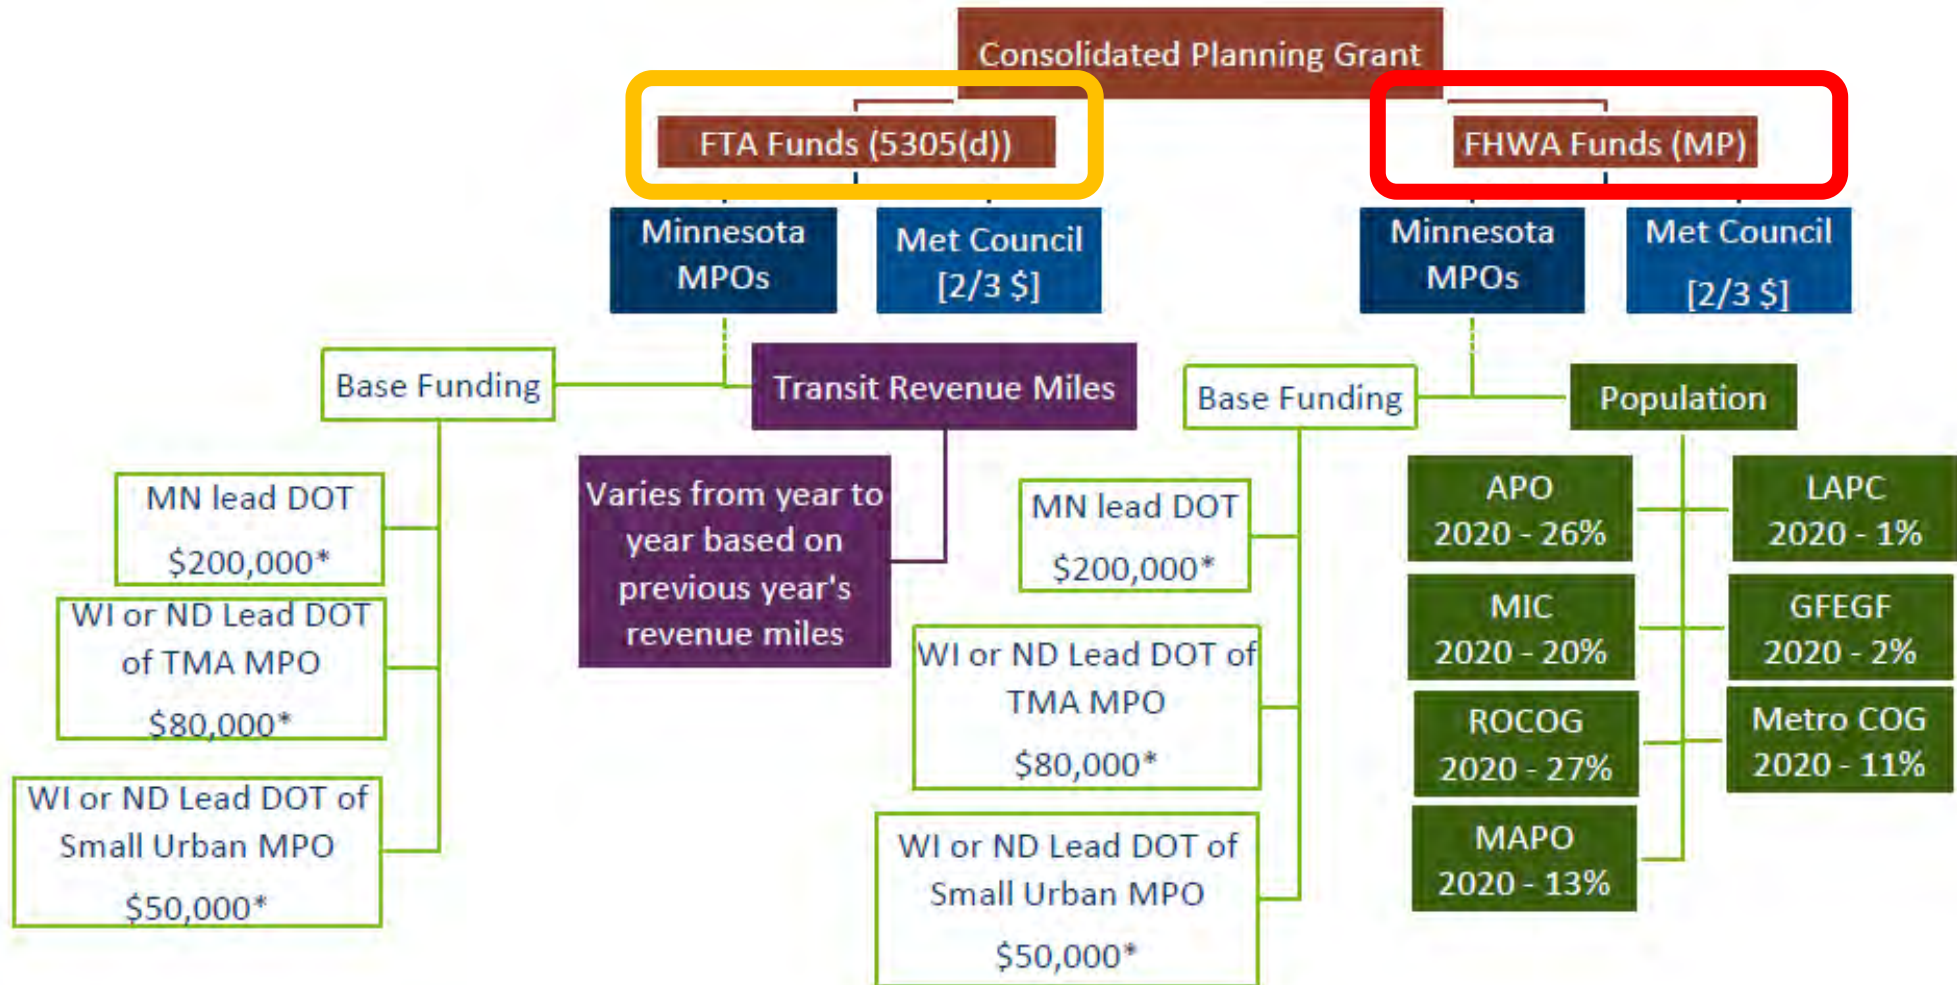 Consolidated Planning Grant
FTA Funds (5305(d))
FHWA Funds (MP)
Minnesota
MPOs
Met Council
[2/3 $]
Minnesota
MPOs
Met Council
[2/3 $]
Base Funding
Transit Revenue Miles
Base Funding
Population
MN lead DOT
$200,000*
WI or ND Lead DOT
of TMA MPO
$80,000*
WI or ND Lead DOT of
Small Urban MPO
$50,000*
Varies from year to
year based on
previous year's
revenue miles
MN lead DOT
$200,000*
WI or ND Lead DOT of
TMA MPO
$80,000*
WI or ND Lead DOT of
Small Urban MPO
$50,000*
APO
2020 - 26%
LAPC
2020 - 1%
MIC
2020 - 20%
GFEGF
2020 - 2%
ROCOG
2020 - 27%
Metro COG
2020 - 11%
MAPO
2020 - 13%